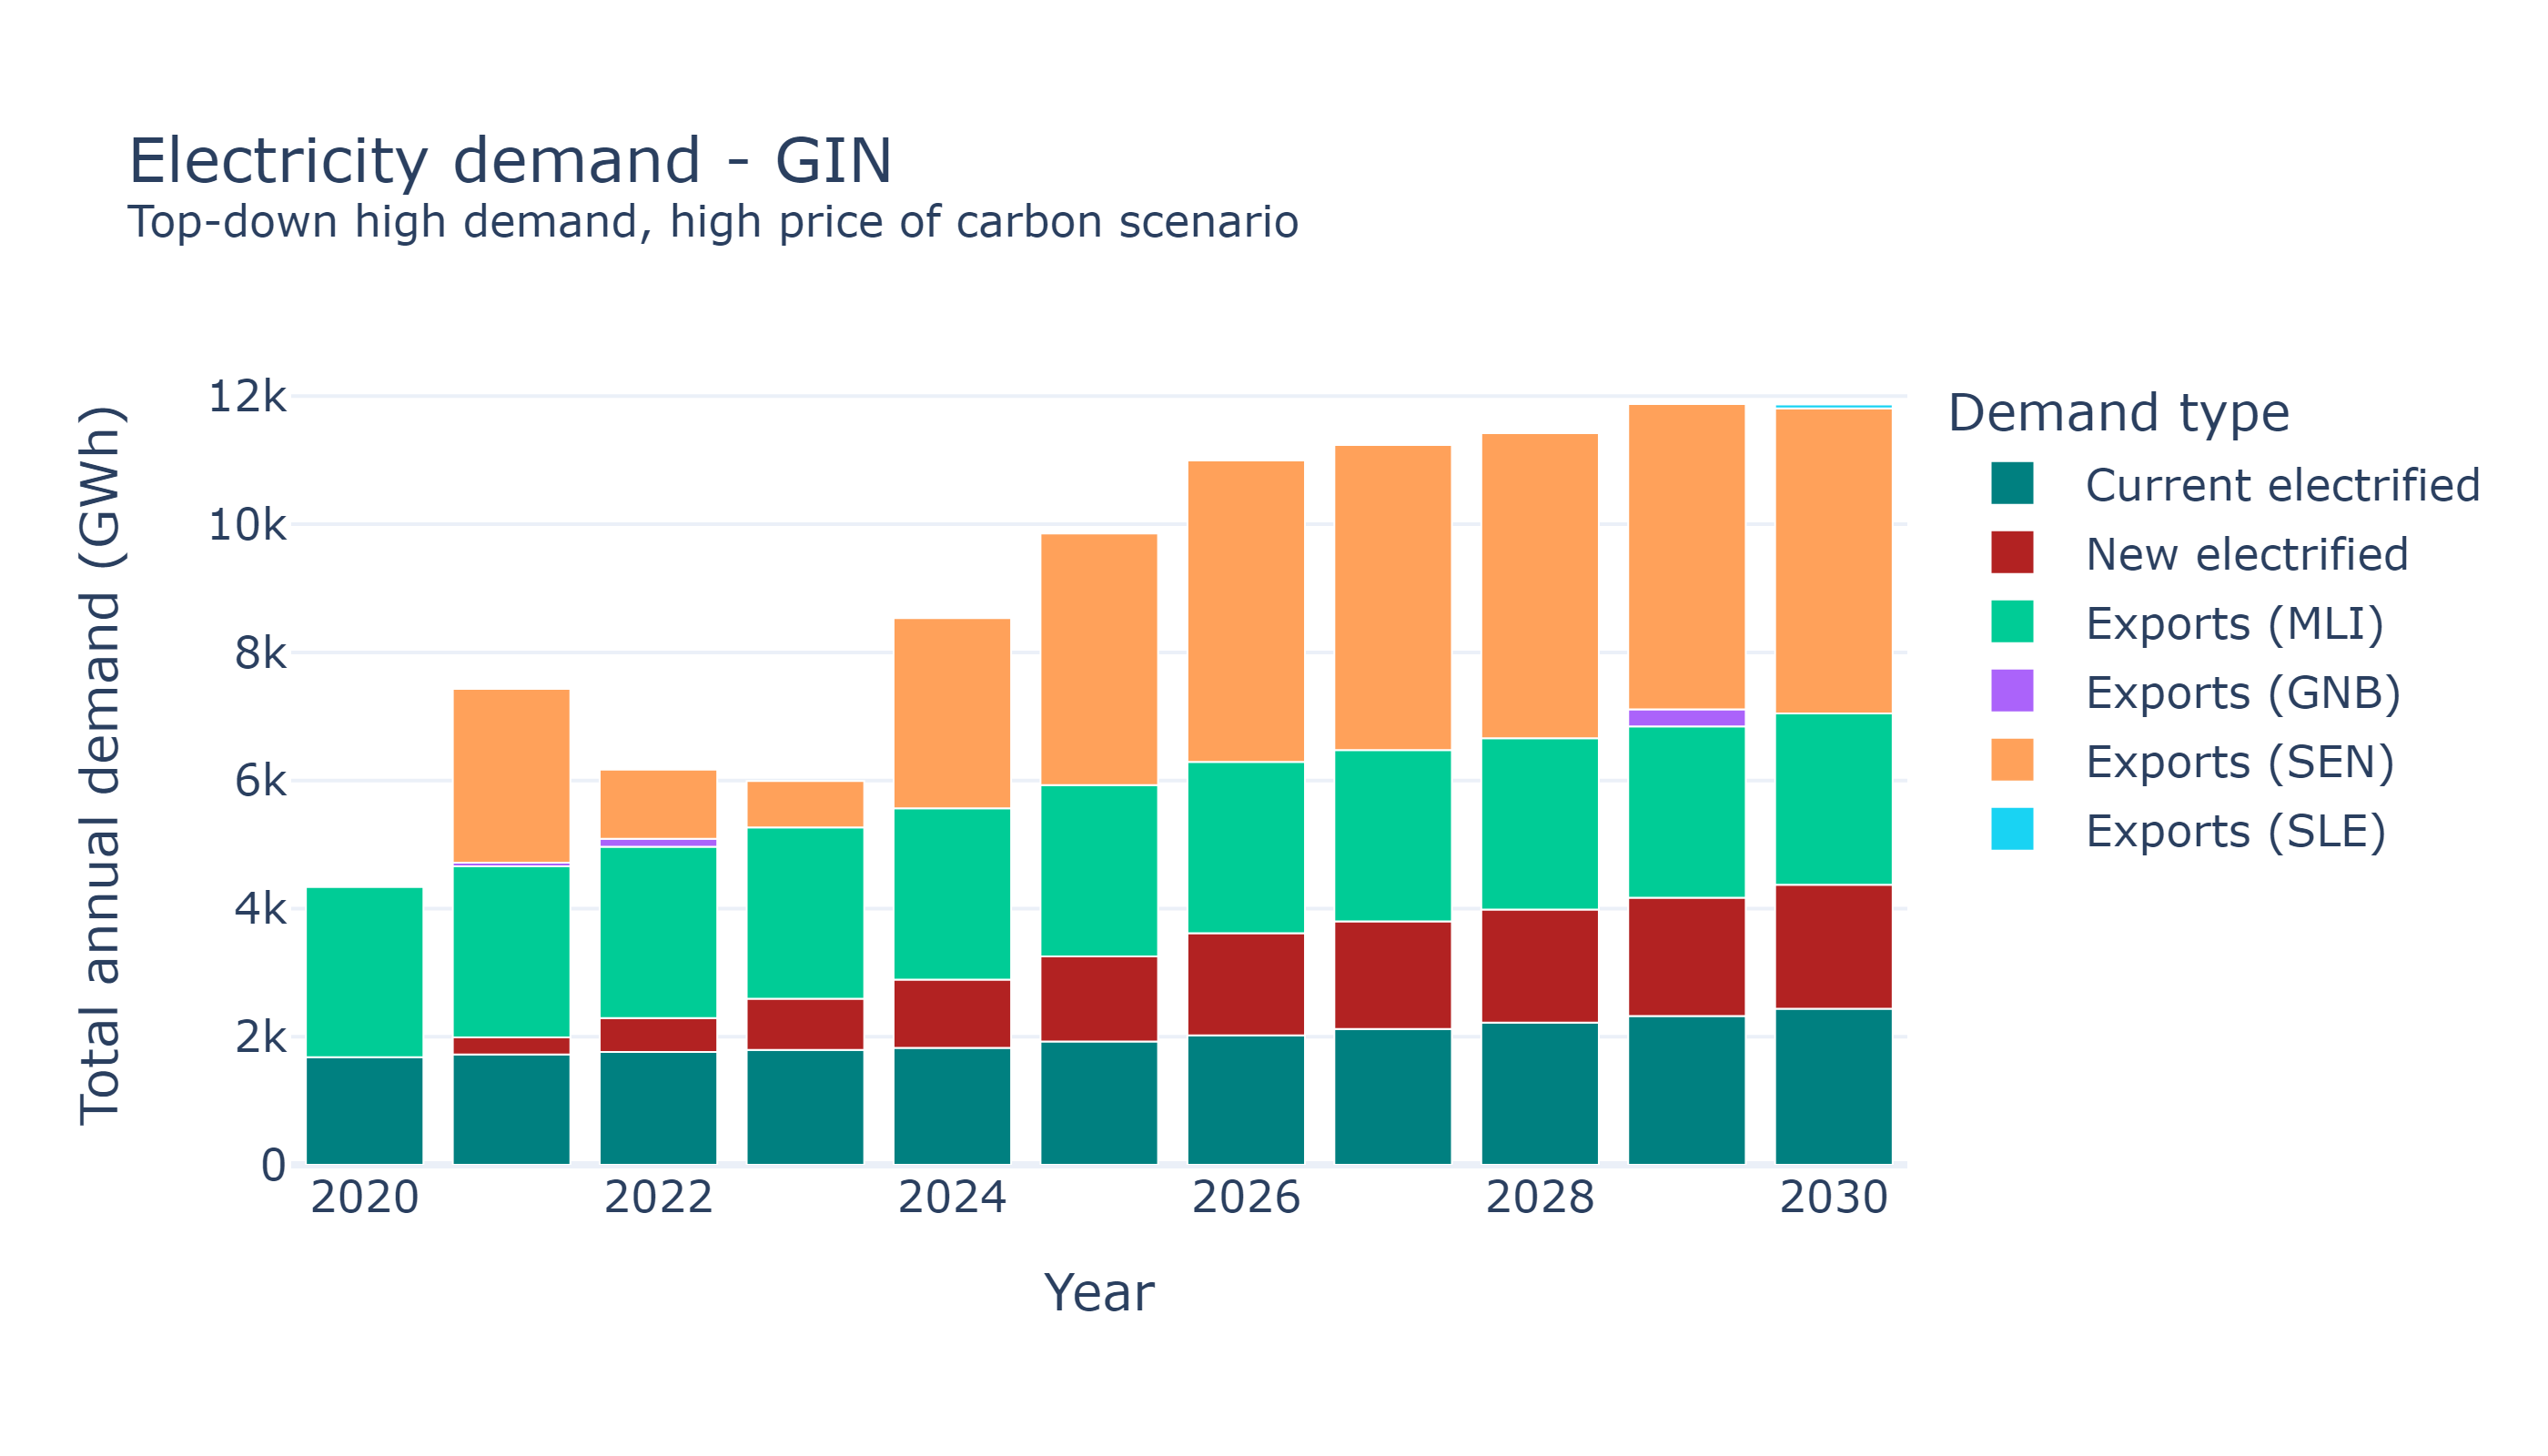 Electricity demand - GIN
Top-down high demand, high price of carbon scenario
Total annual demand (GWh)
12k
10k
8k
6k
4k
2k
0
2020
2022
2024
2026
2028
2030
Year
Demand type
Current electrified
New electrified
Exports (MLI)
Exports (GNB)
Exports (SEN)
Exports (SLE)